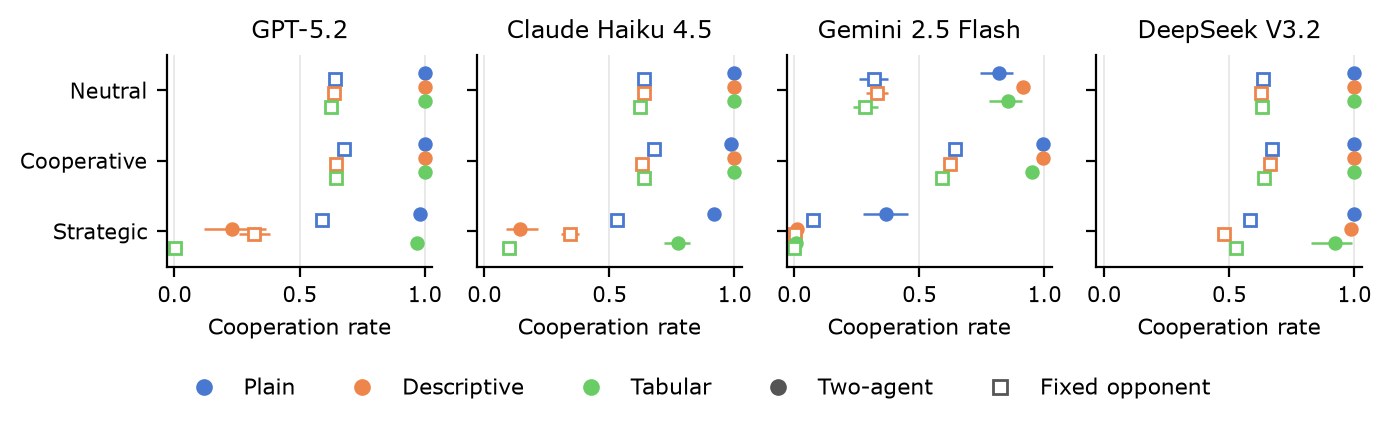 GPT-5.2 Claude Haiku 4.5 Gemini 2.5 Flash DeepSeek V3.2
Neutral
Cooperative
Strategic
0.0 0.5 1.0 0.0 0.5 1.0 0.0 0.5 1.0 0.0 0.5 1.0
Cooperation rate Cooperation rate Cooperation rate Cooperation rate
Plain Descriptive Tabular Two-agent Fixed opponent